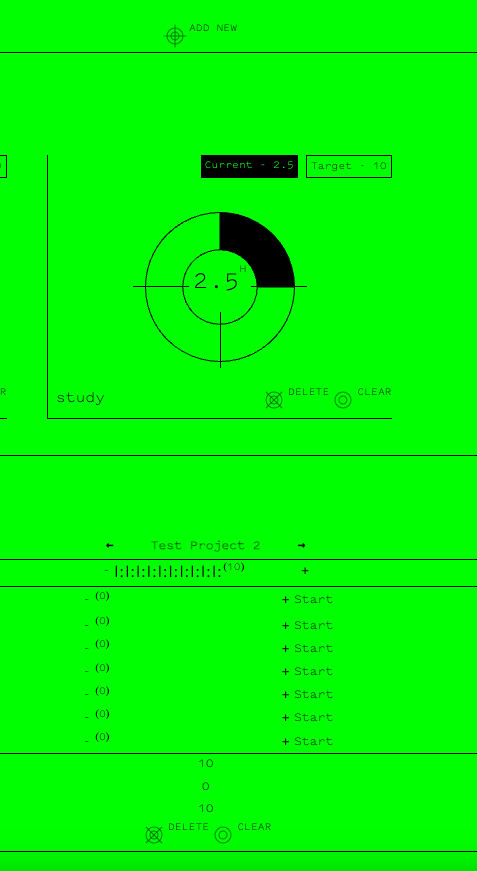 ADD NEW
Current - 2.5 Target - 10
2.5H
study DELETE CLEAR
← Test Project 2 →
- |:|:|:|:|:|:|:|:|:|:(10) +
- (0) + Start
- (0) + Start
- (0) + Start
- (0) + Start
- (0) + Start
- (0) + Start
- (0) + Start
10
0
10
DELETE CLEAR